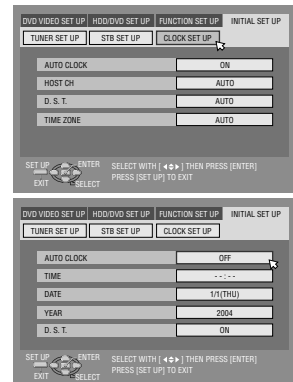 DVD VIDEO SET UP HDD/DVD SET UP FUNCTION SET UP INITIAL SET UP
TUNER SET UP STB SET UP CLOCK SET UP
AUTO CLOCK ON
HOST CH AUTO
D. S. T. AUTO
TIME ZONE AUTO
SET UP ENTER SELECT WITH [ ] THEN PRESS [ENTER]
EXIT SELECT PRESS [SET UP] TO EXIT
DVD VIDEO SET UP HDD/DVD SET UP FUNCTION SET UP INITIAL SET UP
TUNER SET UP STB SET UP CLOCK SET UP
AUTO CLOCK OFF
TIME - - : - -
DATE 1/1(THU)
YEAR 2004
D. S. T. ON
SET UP ENTER SELECT WITH [ ] THEN PRESS [ENTER]
EXIT SELECT PRESS [SET UP] TO EXIT